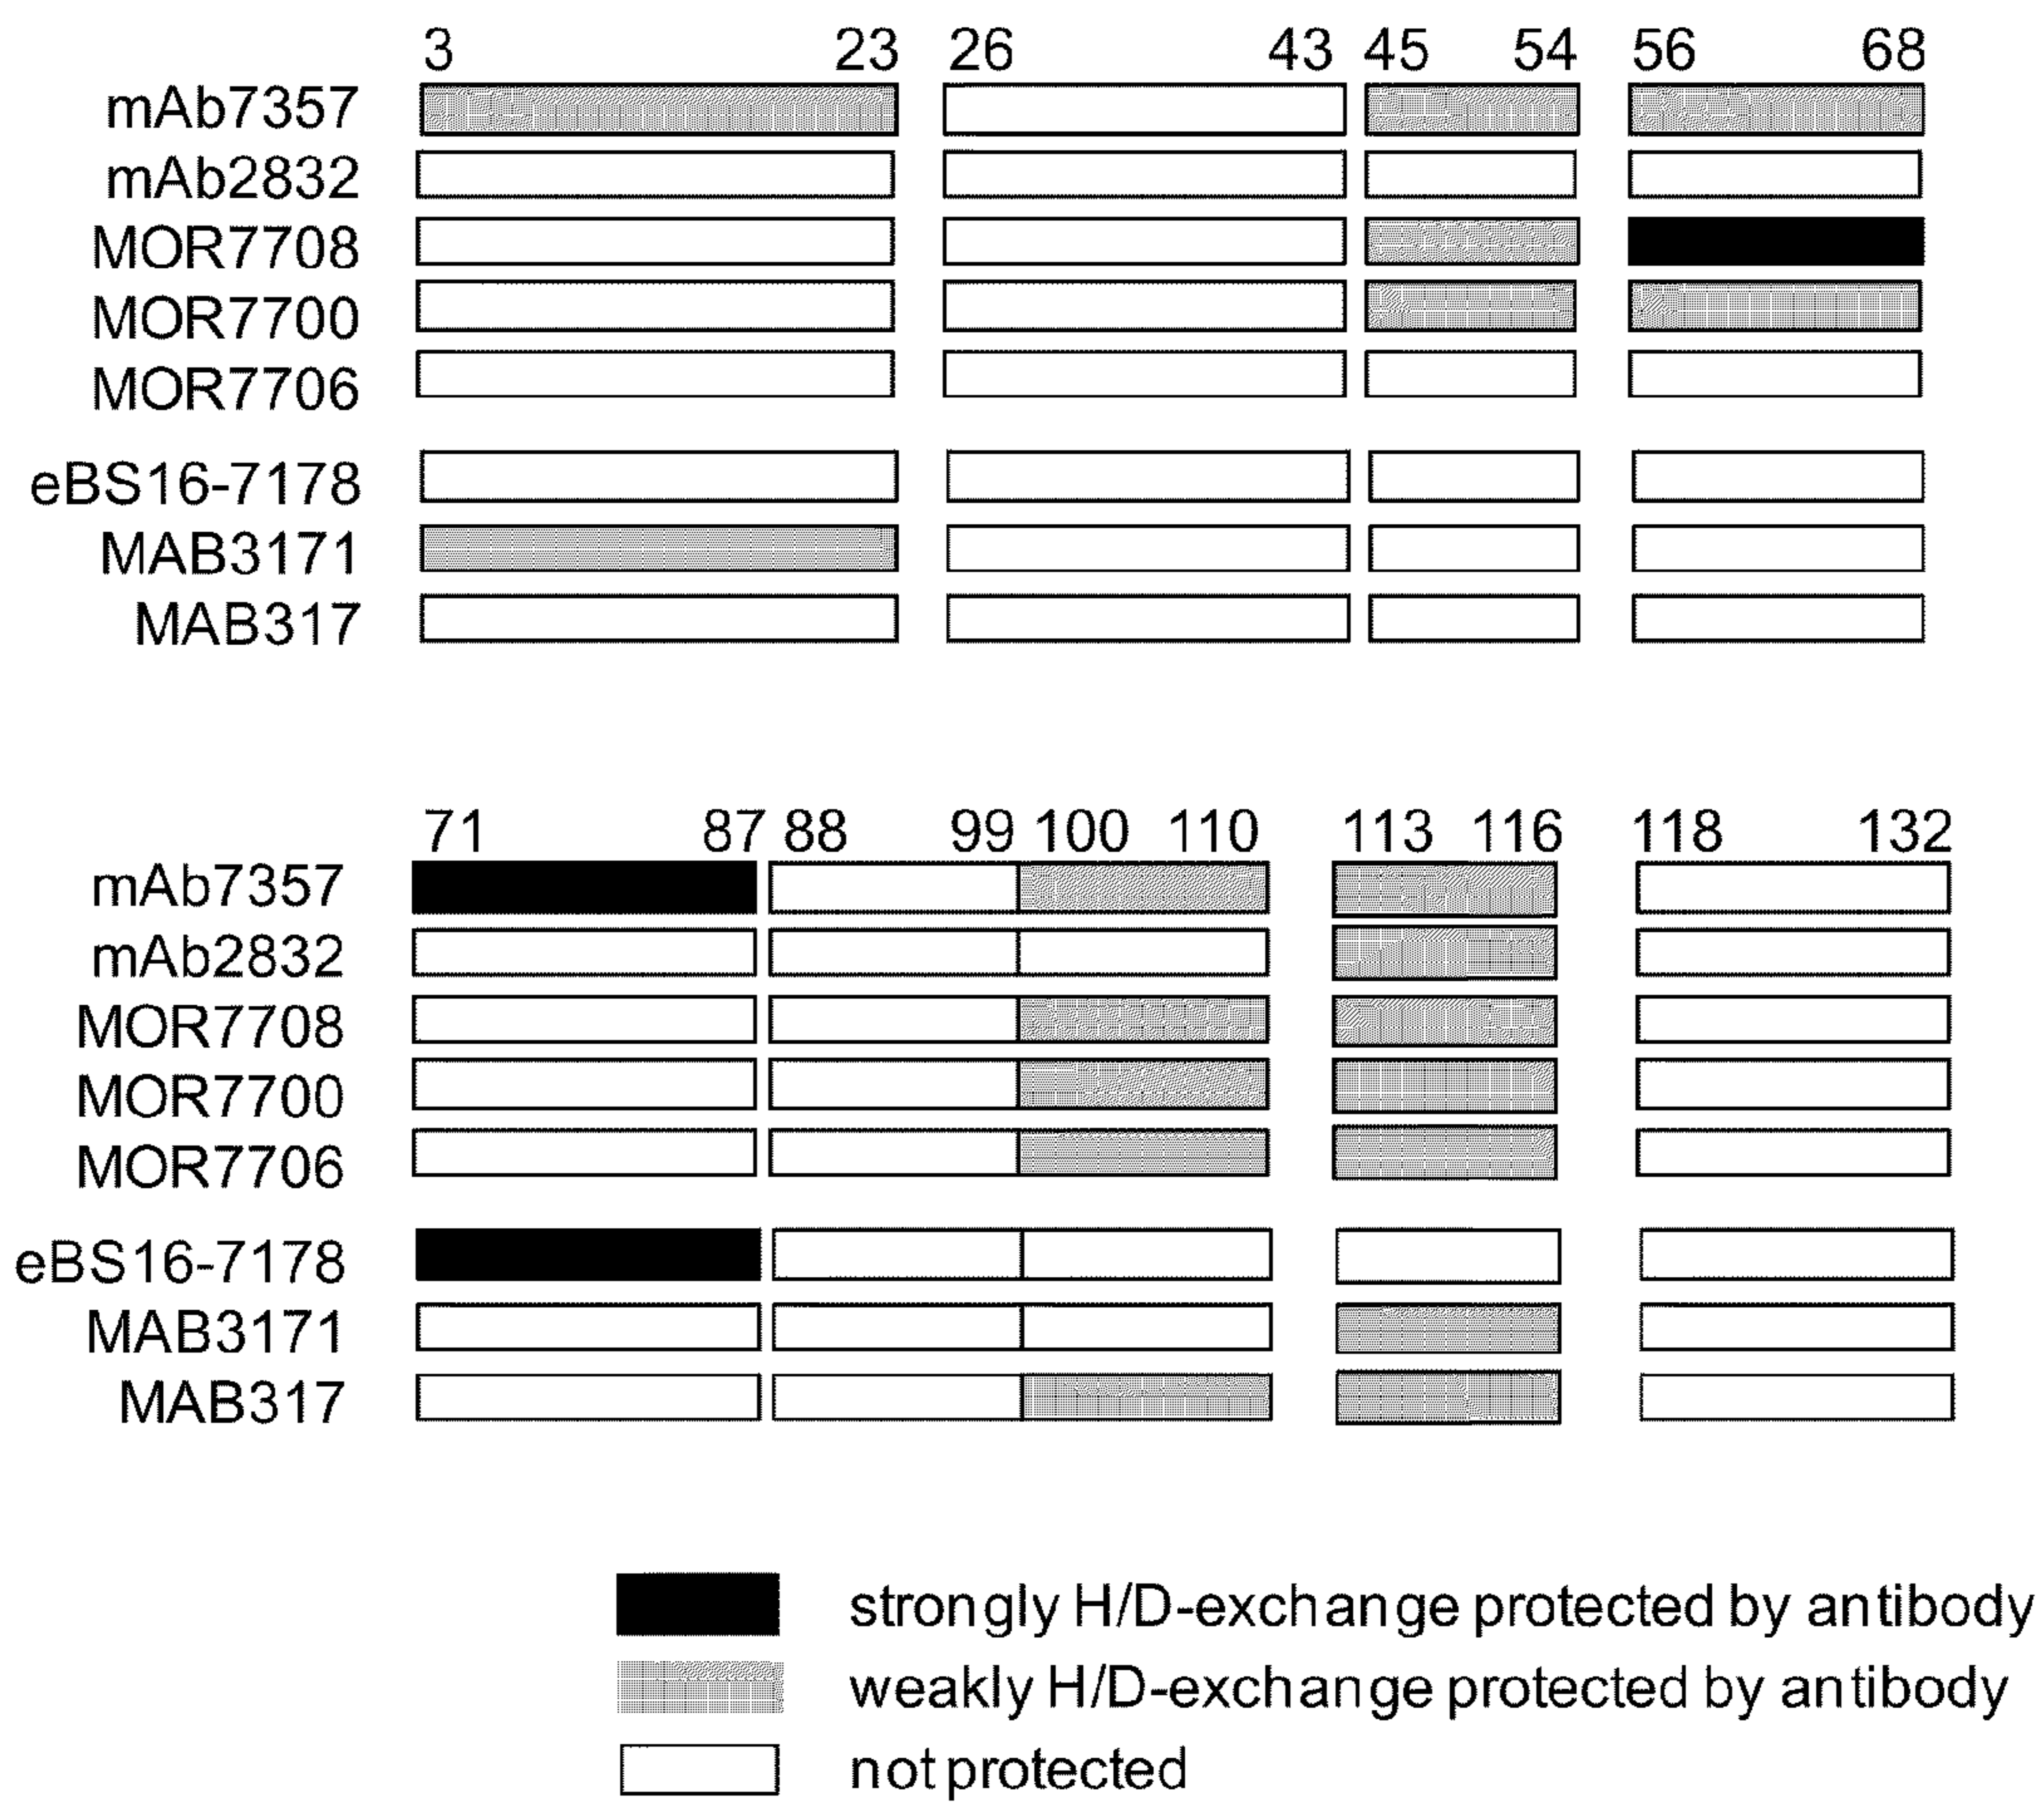 3 23 26 43 45 54 56 68
mAb7357
mAb2832
MOR7708
MOR7700
MOR7706
eBS16-7178
MAB3171
MAB317
71 87 88 99 100 110 113 116 118 132
mAb7357
mAb2832
MOR7708
MOR7700
MOR7706
eBS16-7178
MAB3171
MAB317
strongly H/D-exchange protected by antibody
weakly H/D-exchange protected by antibody
not protected